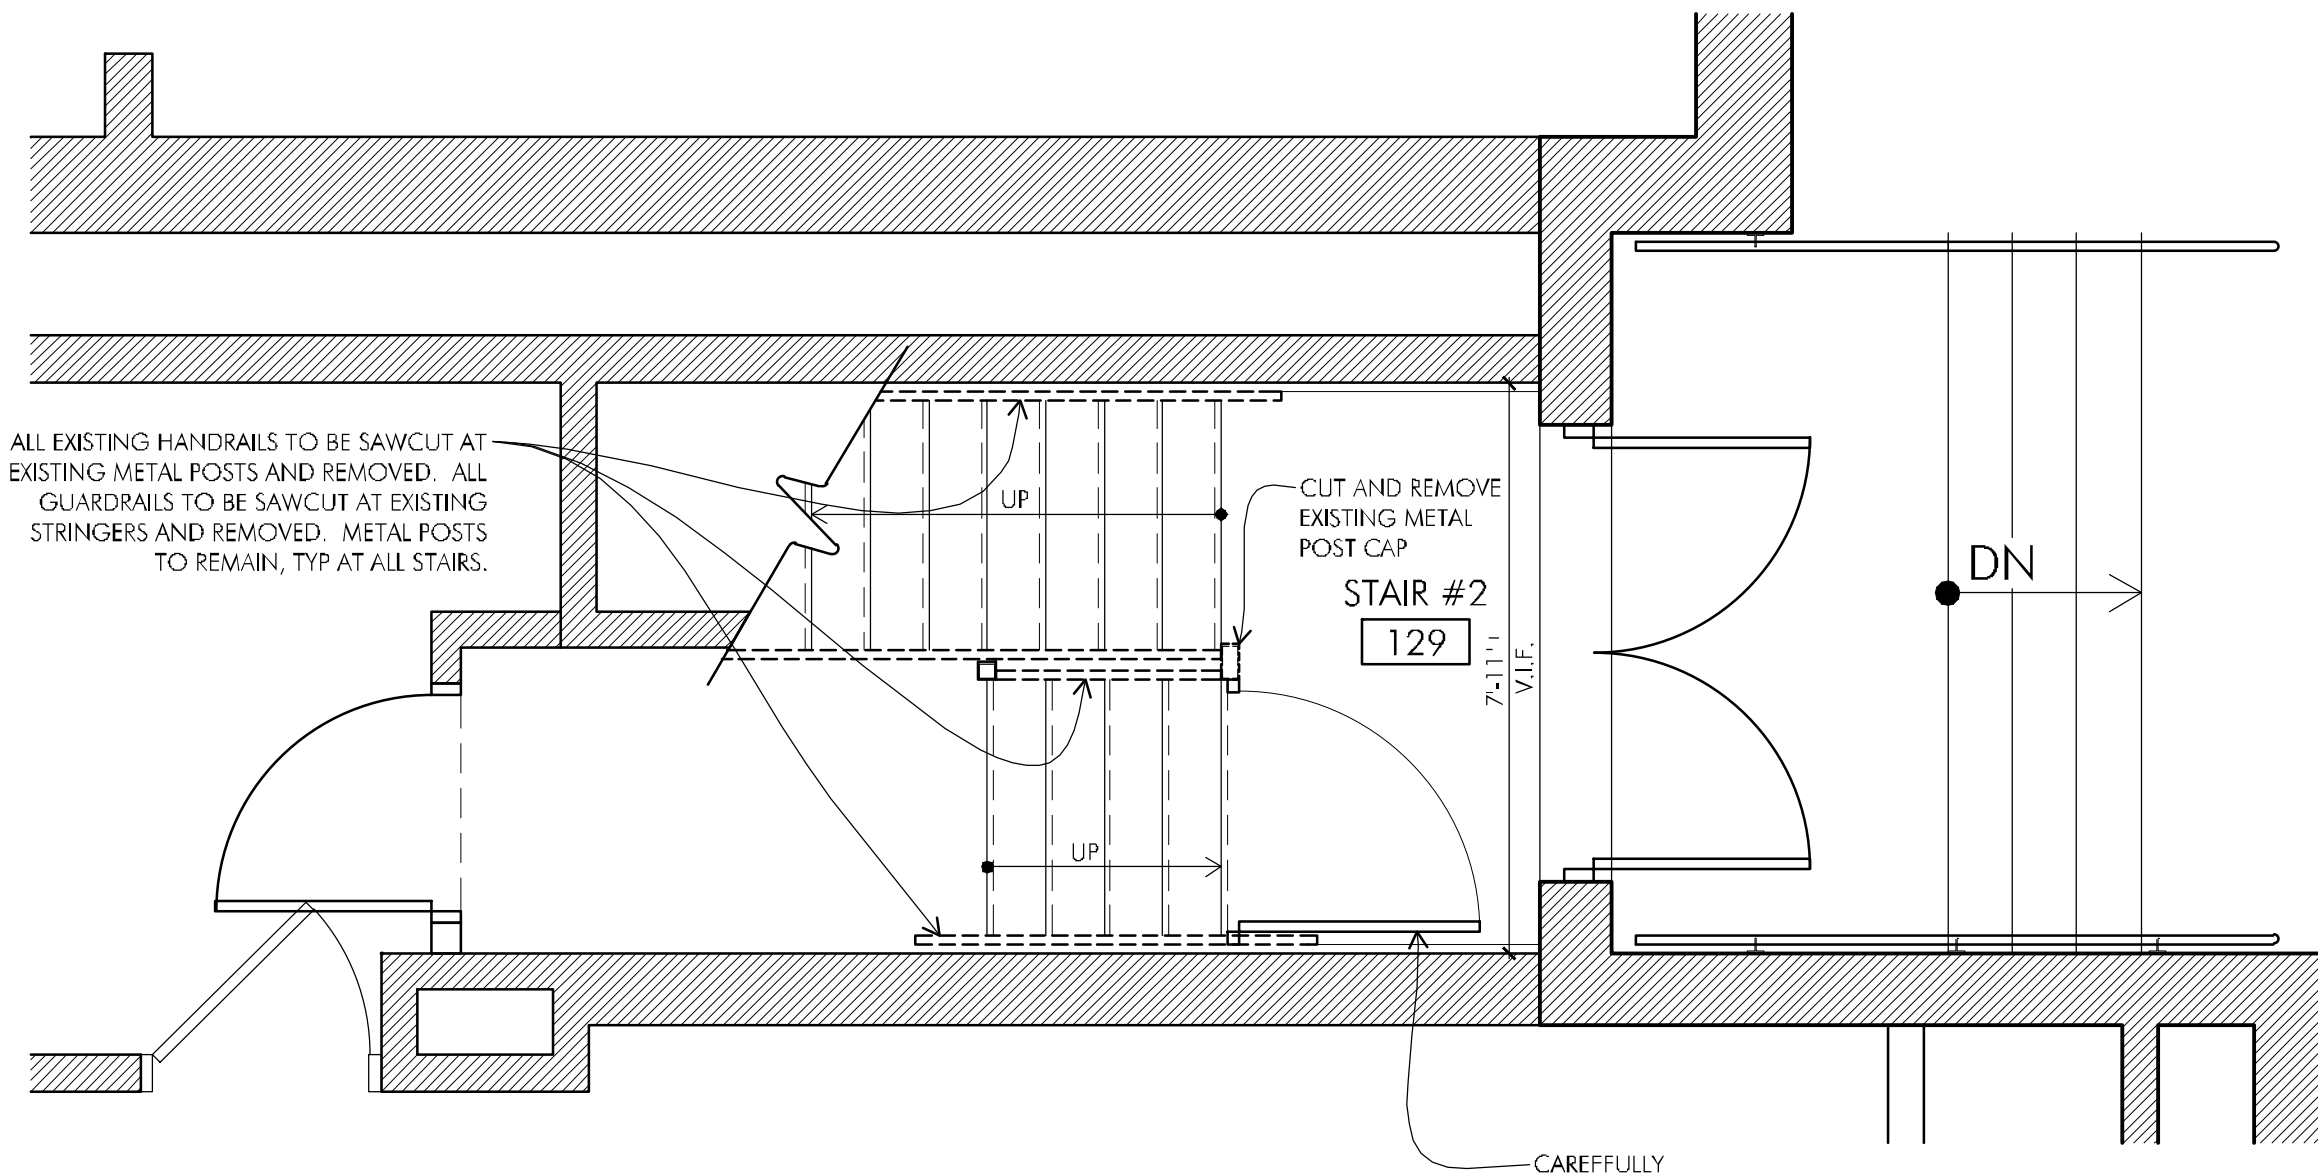 ALL EXISTING HANDRAILS TO BE SAWCUT AT
EXISTING METAL POSTS AND REMOVED. ALL
GUARDRAILS TO BE SAWCUT AT EXISTING
STRINGERS AND REMOVED. METAL POSTS
TO REMAIN, TYP AT ALL STAIRS.
UP
CUT AND REMOVE
EXISTING METAL
POST CAP
STAIR #2
129
7'-11"
V.I.F.
DN
UP
CAREFFULLY